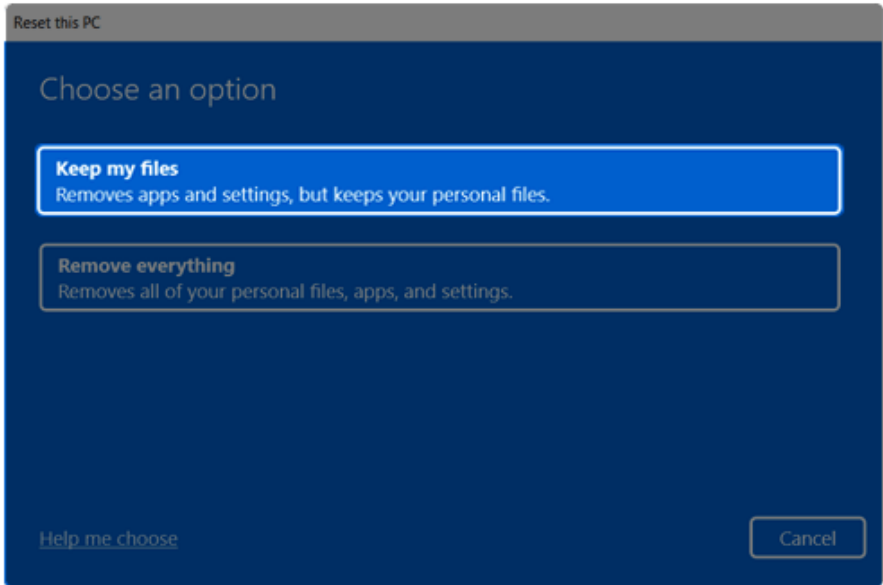 Reset this PC
Choose an option
Keep my files
Removes apps and settings, but keeps your personal files.
Remove everything
Removes all of your personal files, apps, and settings.
Help me choose
Cancel